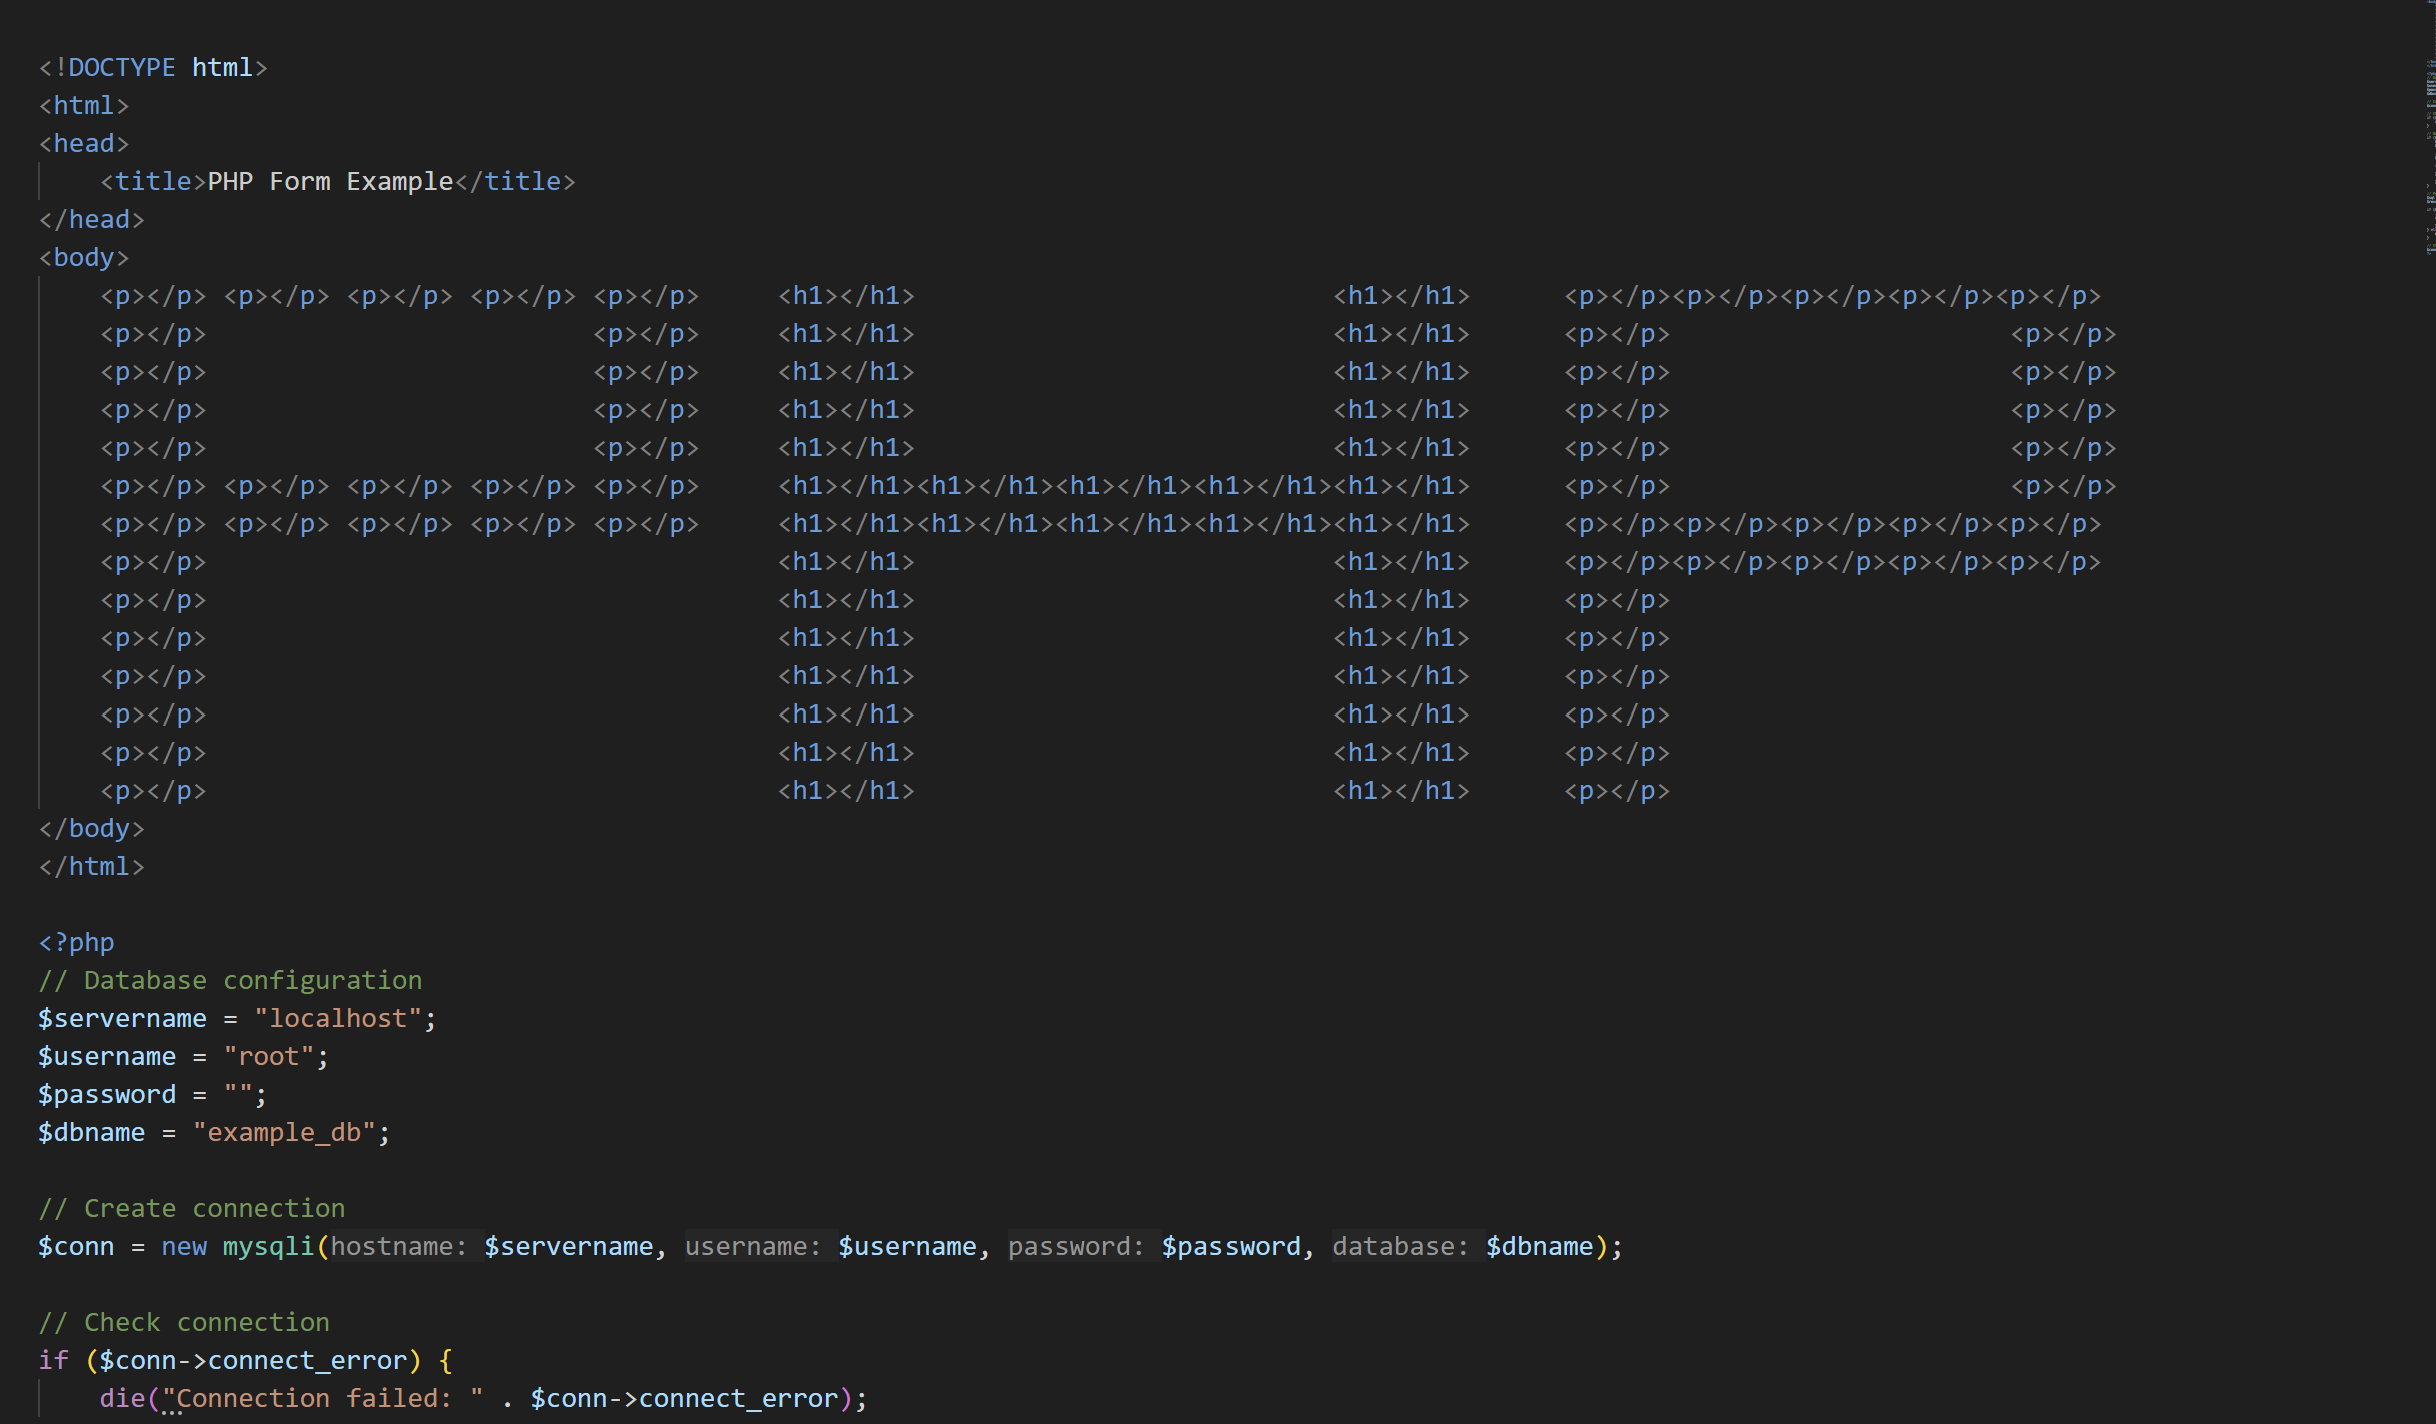 <!DOCTYPE html>
<html>
<head>
    <title>PHP Form Example</title>
</head>
<body>
    <p></p> <p></p> <p></p> <p></p> <p></p>     <h1></h1>                           <h1></h1>      <p></p><p></p><p></p><p></p><p></p>
    <p></p>                         <p></p>     <h1></h1>                           <h1></h1>      <p></p>                      <p></p>
    <p></p>                         <p></p>     <h1></h1>                           <h1></h1>      <p></p>                      <p></p>
    <p></p>                         <p></p>     <h1></h1>                           <h1></h1>      <p></p>                      <p></p>
    <p></p>                         <p></p>     <h1></h1>                           <h1></h1>      <p></p>                      <p></p>
    <p></p> <p></p> <p></p> <p></p> <p></p>     <h1></h1><h1></h1><h1></h1><h1></h1><h1></h1>      <p></p>                      <p></p>
    <p></p> <p></p> <p></p> <p></p> <p></p>     <h1></h1><h1></h1><h1></h1><h1></h1><h1></h1>      <p></p><p></p><p></p><p></p><p></p>
    <p></p>                                     <h1></h1>                           <h1></h1>      <p></p><p></p><p></p><p></p><p></p>
    <p></p>                                     <h1></h1>                           <h1></h1>      <p></p>
    <p></p>                                     <h1></h1>                           <h1></h1>      <p></p>
    <p></p>                                     <h1></h1>                           <h1></h1>      <p></p>
    <p></p>                                     <h1></h1>                           <h1></h1>      <p></p>
    <p></p>                                     <h1></h1>                           <h1></h1>      <p></p>
    <p></p>                                     <h1></h1>                           <h1></h1>      <p></p>
</body>
</html>

<?php
// Database configuration
$servername = "localhost";
$username = "root";
$password = "";
$dbname = "example_db";

// Create connection
$conn = new mysqli(hostname: $servername, username: $username, password: $password, database: $dbname);

// Check connection
if ($conn->connect_error) {
    die("Connection failed: " . $conn->connect_error);